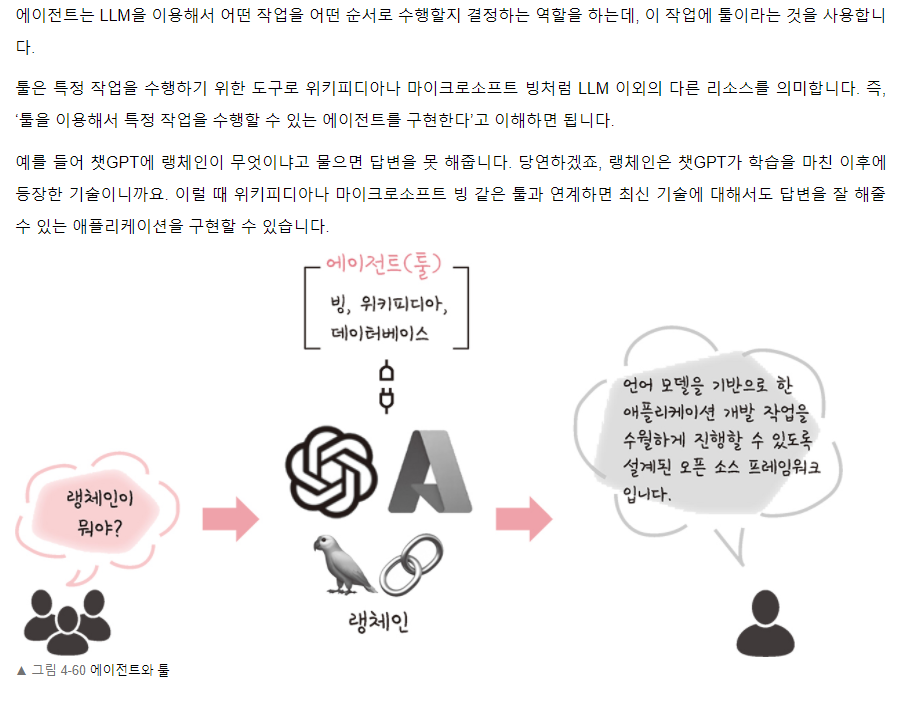 에이전트는 LLM을 이용해서 어떤 작업을 어떤 순서로 수행할지 결정하는 역할을 하는데, 이 작업에 툴이라는 것을 사용합니
다.
툴은 특정 작업을 수행하기 위한 도구로 위키피디아나 마이크로소프트 빙처럼 LLM 이외의 다른 리소스를 의미합니다. 즉,
‘툴을 이용해서 특정 작업을 수행할 수 있는 에이전트를 구현한다’고 이해하면 됩니다.
예를 들어 챗GPT에 랭체인이 무엇이냐고 물으면 답변을 못 해줍니다. 당연하겠죠, 랭체인은 챗GPT가 학습을 마친 이후에
등장한 기술이니까요. 이럴 때 위키피디아나 마이크로소프트 빙 같은 툴과 연계하면 최신 기술에 대해서도 답변을 잘 해줄
수 있는 애플리케이션을 구현할 수 있습니다.
에이전트(툴)
빙, 위키피디아,
데이터베이스
랭체인이
뭐야?
랭체인
언어 모델을 기반으로 한
애플리케이션 개발 작업을
수월하게 진행할 수 있도록
설계된 오픈 소스 프레임워크
입니다.
▲ 그림 4-60 에이전트와 툴